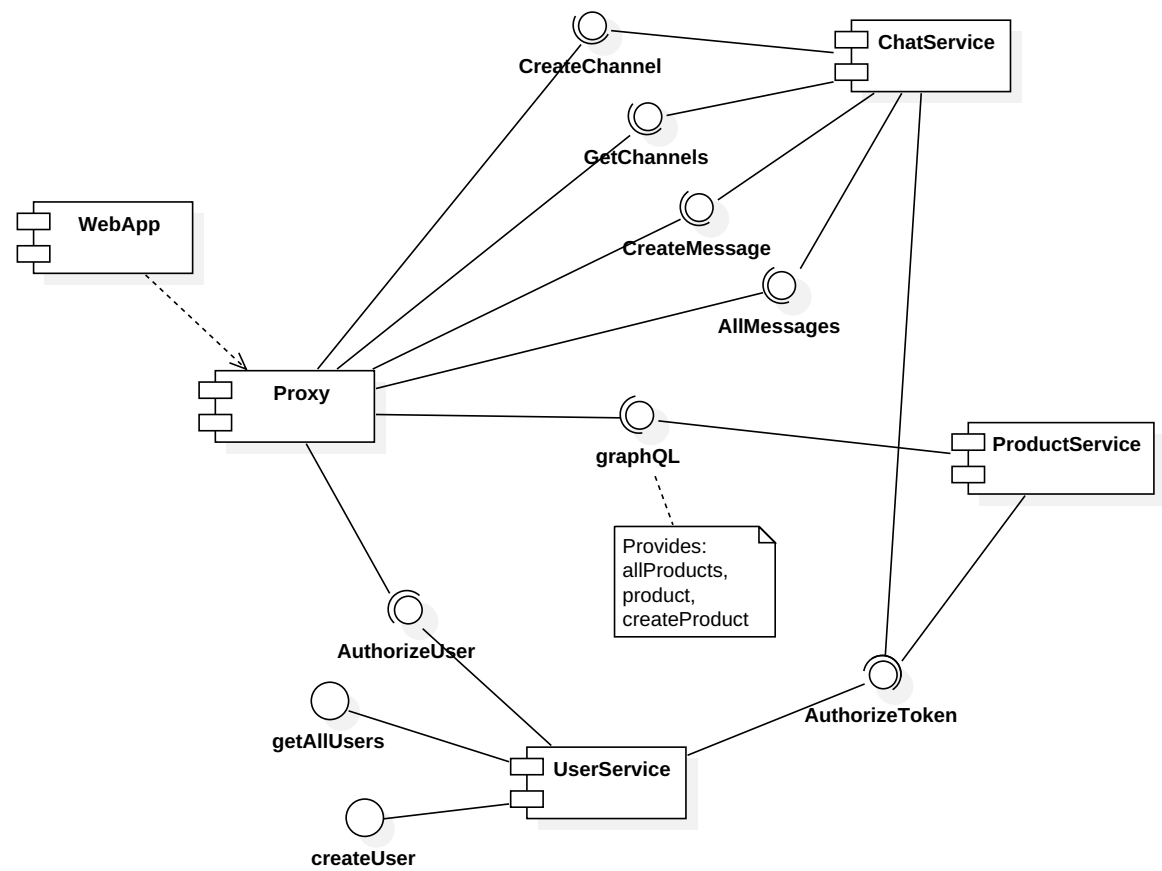 ChatService
CreateChannel
GetChannels
WebApp
CreateMessage
AllMessages
Proxy
graphQL
ProductService
Provides:
allProducts,
product,
createProduct
AuthorizeUser
AuthorizeToken
getAllUsers
UserService
createUser